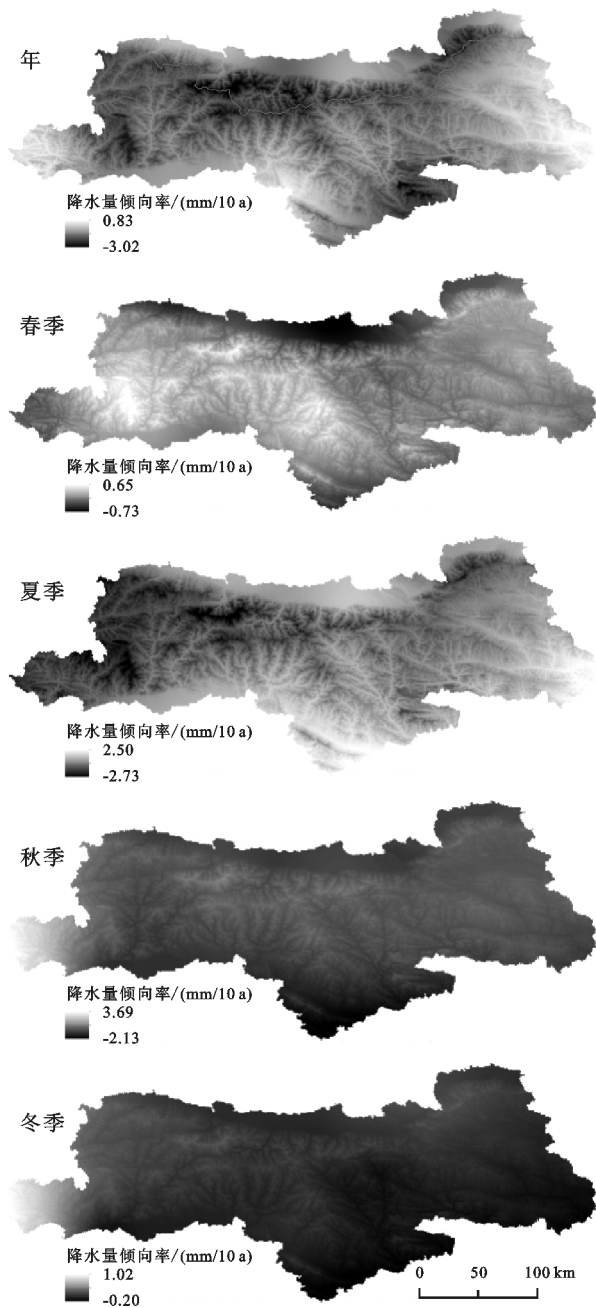 年
降水量倾向率/(mm/10 a)
0.83
-3.02
春季
降水量倾向率/(mm/10 a)
0.65
-0.73
夏季
降水量倾向率/(mm/10 a)
2.50
-2.73
秋季
降水量倾向率/(mm/10 a)
3.69
-2.13
冬季
降水量倾向率/(mm/10 a)
1.02
-0.20
0 50 100 km